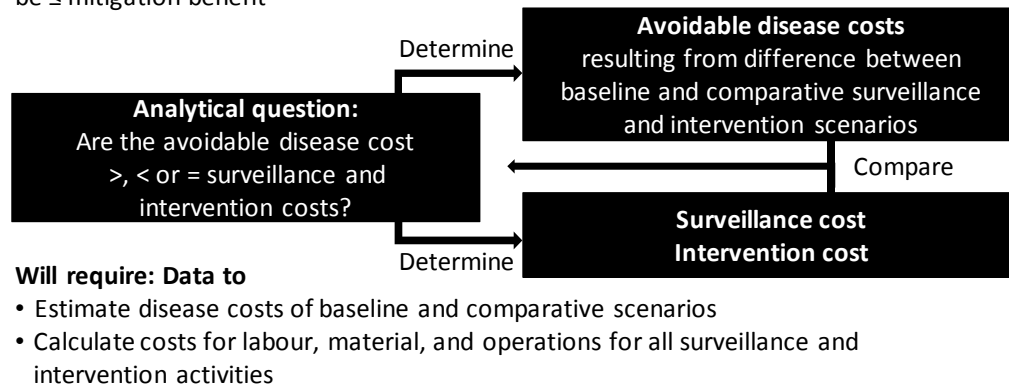 be ≤ mitigation benefit
Determine
Avoidable disease costs
resulting from difference between
baseline and comparative surveillance
and intervention scenarios
Analytical question:
Are the avoidable disease cost
>, < or = surveillance and
intervention costs?
Compare
Surveillance cost
Intervention cost
Determine
Will require: Data to
• Estimate disease costs of baseline and comparative scenarios
• Calculate costs for labour, material, and operations for all surveillance and
intervention activities